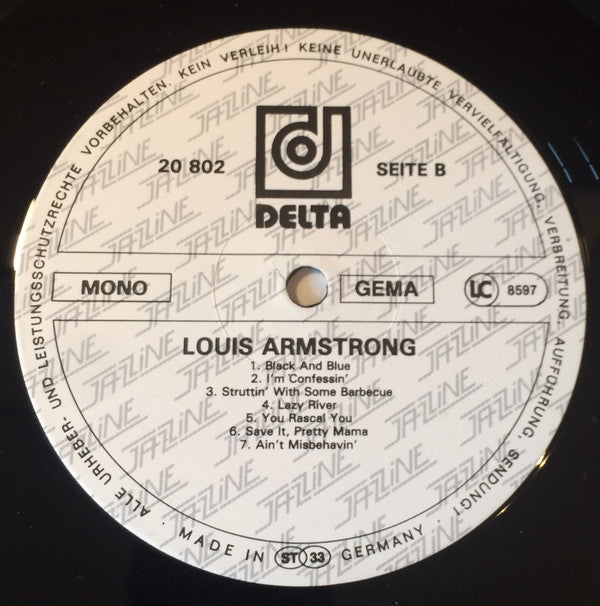 ALLE URHEBER- UND LEISTUNGSSCHUTZRECHTE VORBEHALTEN. KEIN VERLEIH! KEINE UNERLAUBTE VERVIELFÄLTIGUNG, VERBREITUNG, AUFFÜHRUNG, SENDUNG!
20 802
SEITE B
DELTA
MONO
GEMA
LC 8597
LOUIS ARMSTRONG
1. Black And Blue
2. I'm Confessin'
3. Struttin' With Some Barbecue
4. Lazy River
5. You Rascal You
6. Save It, Pretty Mama
7. Ain't Misbehavin'
· MADE IN ST 33 GERMANY ·
JAZZLINE